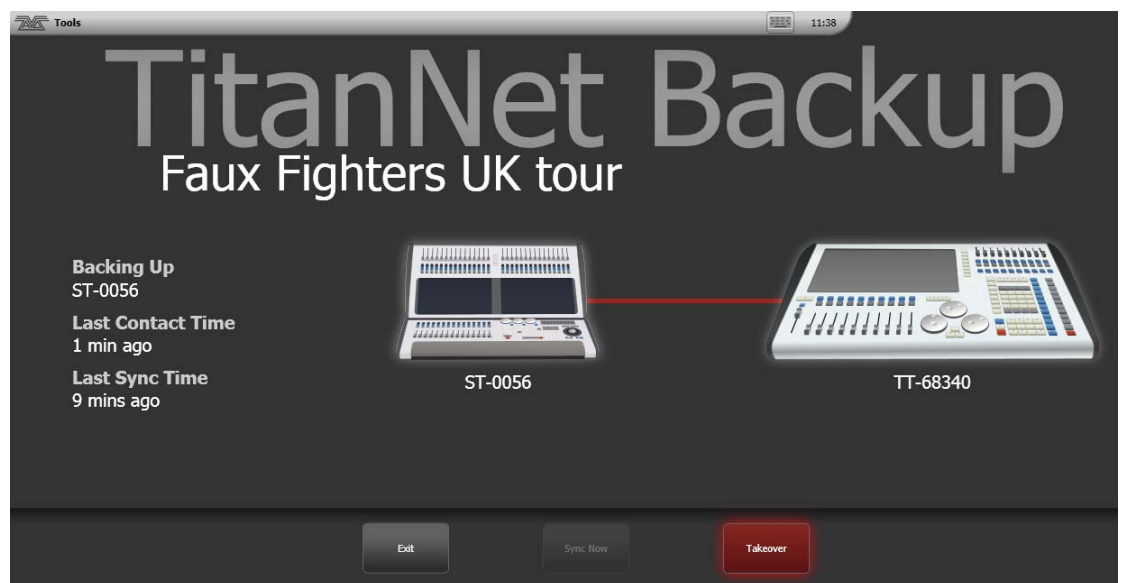 Tools
11:38
TitanNet Backup
Faux Fighters UK tour
Backing Up
ST-0056
Last Contact Time
1 min ago
Last Sync Time
9 mins ago
ST-0056
TT-68340
Exit
Sync Now
Takeover